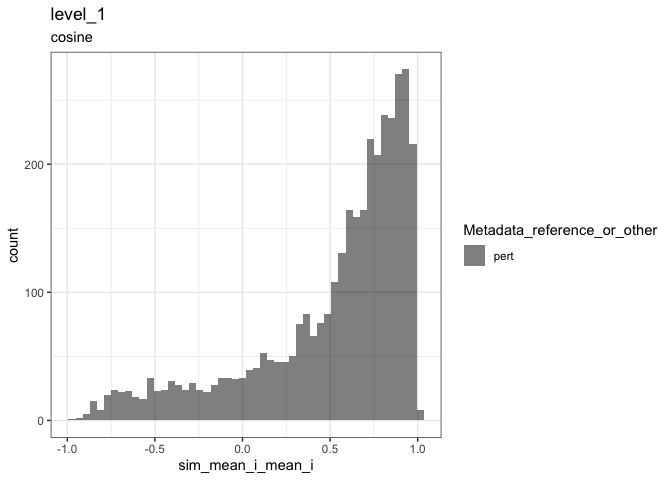 level_1
cosine
count
200
100
0
-1.0
-0.5
0.0
0.5
1.0
sim_mean_i_mean_i
Metadata_reference_or_other
pert